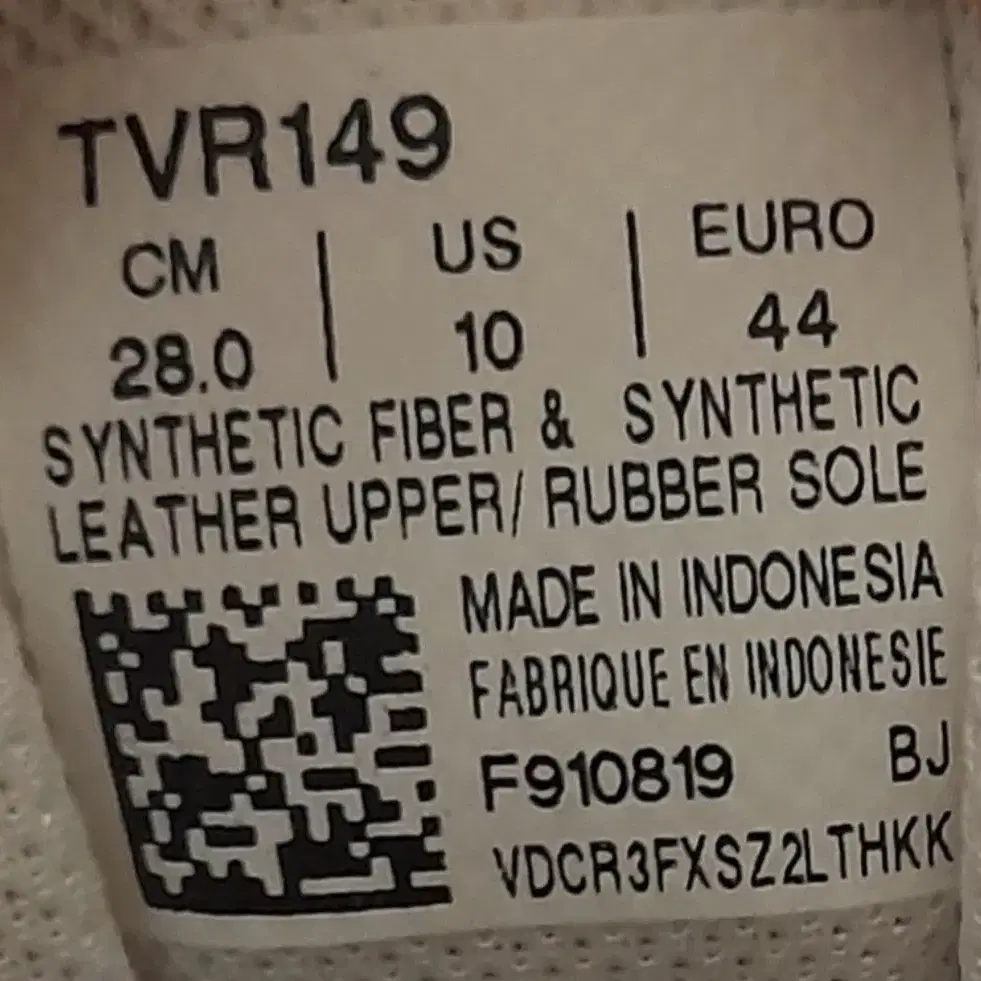 TVR149
CM | US | EURO
28.0 | 10 | 44
SYNTHETIC FIBER & SYNTHETIC
LEATHER UPPER/ RUBBER SOLE
MADE IN INDONESIA
FABRIQUE EN INDONESIE
F910819 BJ
VDCR3FXSZ2LTHKK